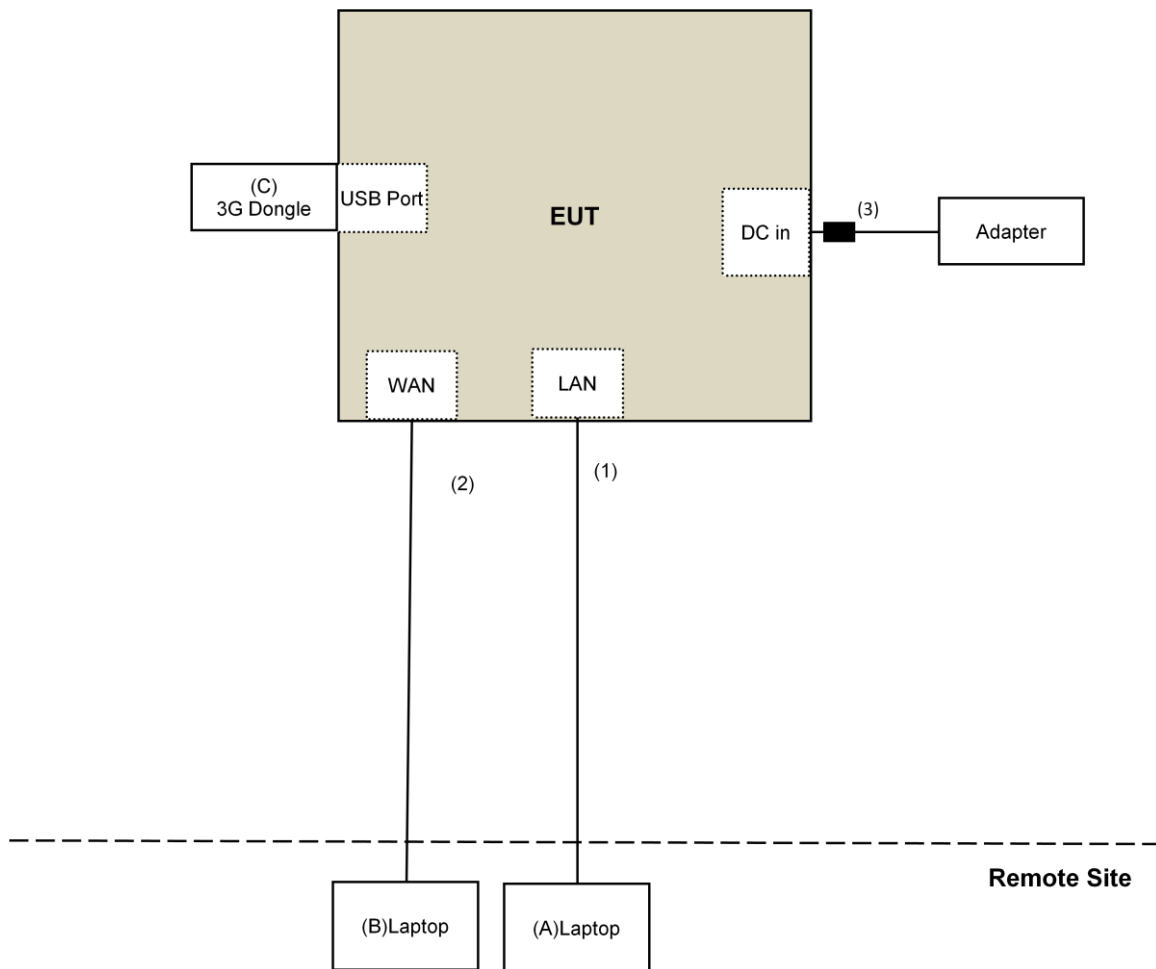 (C)
3G Dongle
USB Port
EUT
DC in
(3)
Adapter
WAN
LAN
(2)
(1)
Remote Site
(B)Laptop
(A)Laptop